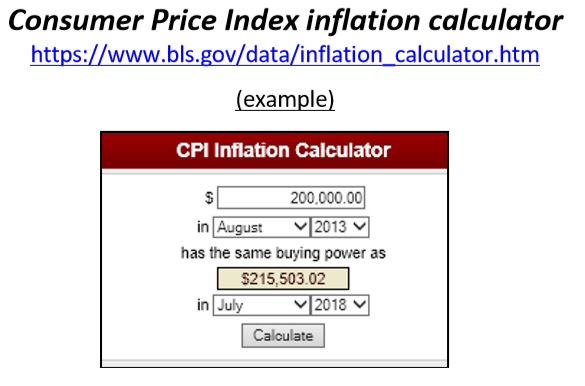 Consumer Price Index inflation calculator
https://www.bls.gov/data/inflation_calculator.htm
(example)
CPI Inflation Calculator
$ 200,000.00
in August 2013
has the same buying power as
$215,503.02
in July 2018
Calculate